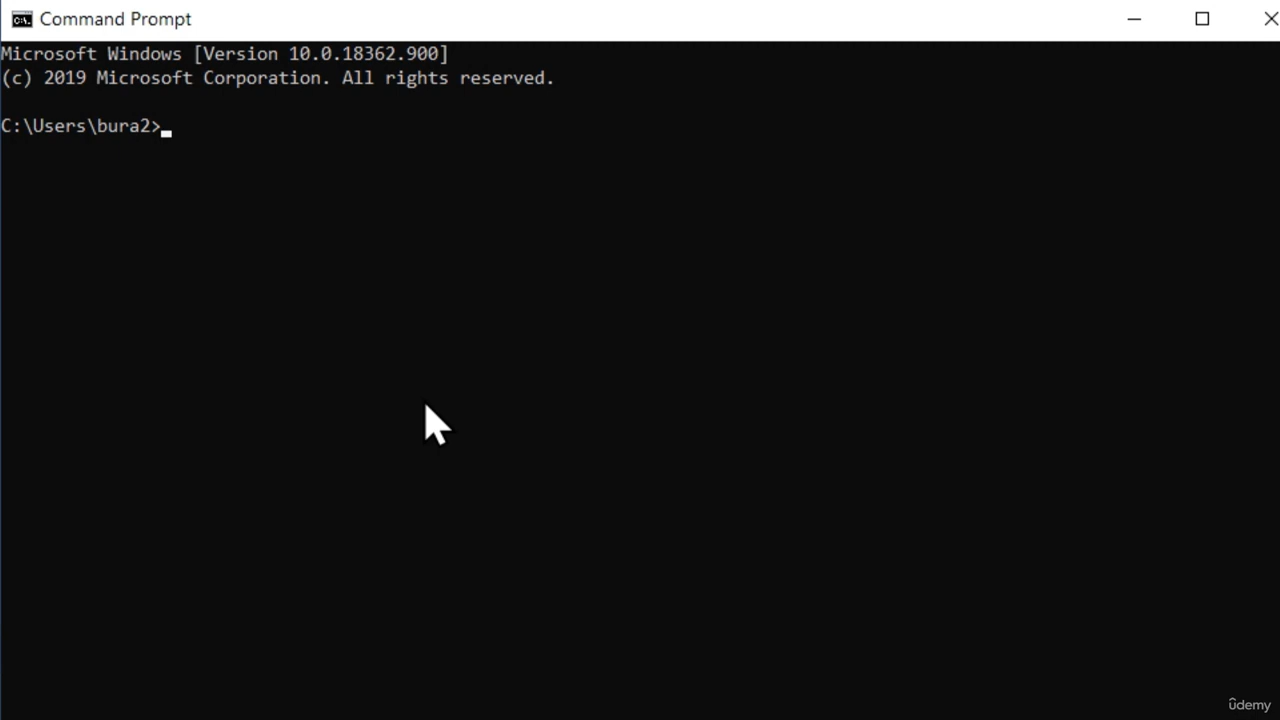 Command Prompt
Microsoft Windows [Version 10.0.18362.900]
(c) 2019 Microsoft Corporation. All rights reserved.
C:\Users\bura2>
ûdemy